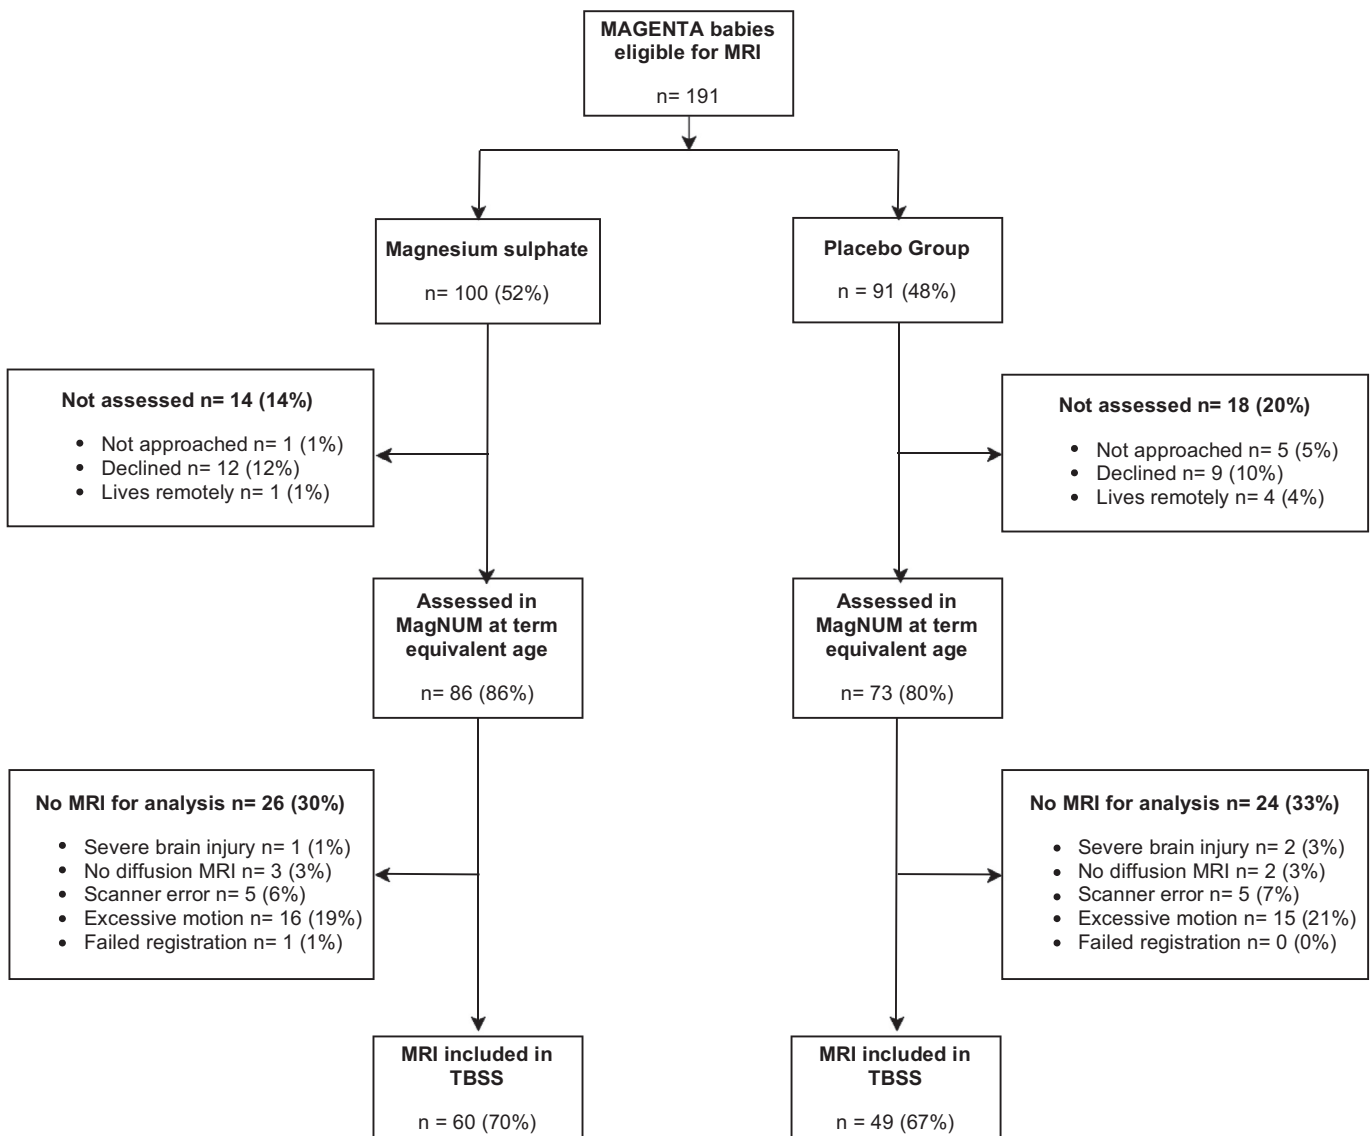 MAGENTA babies
eligible for MRI
n= 191
Magnesium sulphate
n= 100 (52%)
Placebo Group
n = 91 (48%)
Not assessed n= 14 (14%)
• Not approached n= 1 (1%)
• Declined n= 12 (12%)
• Lives remotely n= 1 (1%)
Not assessed n= 18 (20%)
• Not approached n= 5 (5%)
• Declined n= 9 (10%)
• Lives remotely n= 4 (4%)
Assessed in
MagNUM at term
equivalent age
n= 86 (86%)
Assessed in
MagNUM at term
equivalent age
n= 73 (80%)
No MRI for analysis n= 26 (30%)
• Severe brain injury n= 1 (1%)
• No diffusion MRI n= 3 (3%)
• Scanner error n= 5 (6%)
• Excessive motion n= 16 (19%)
• Failed registration n= 1 (1%)
No MRI for analysis n= 24 (33%)
• Severe brain injury n= 2 (3%)
• No diffusion MRI n= 2 (3%)
• Scanner error n= 5 (7%)
• Excessive motion n= 15 (21%)
• Failed registration n= 0 (0%)
MRI included in
TBSS
n = 60 (70%)
MRI included in
TBSS
n = 49 (67%)